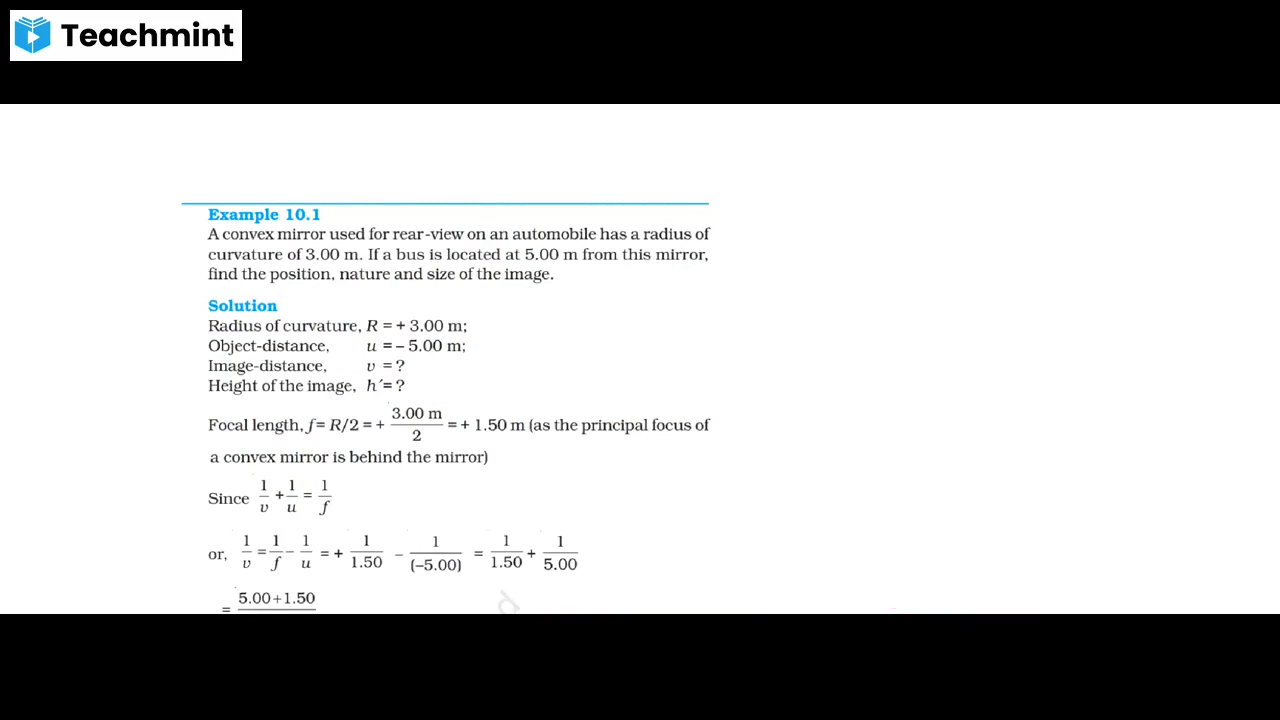 Teachmint
Example 10.1
A convex mirror used for rear-view on an automobile has a radius of
curvature of 3.00 m. If a bus is located at 5.00 m from this mirror,
find the position, nature and size of the image.
Solution
Radius of curvature, R = + 3.00 m;
Object-distance, u = – 5.00 m;
Image-distance, v = ?
Height of the image, h′= ?
Focal length, f = R/2 = + 3.00 m / 2 = + 1.50 m (as the principal focus of
a convex mirror is behind the mirror)
Since 1/v + 1/u = 1/f
or, 1/v = 1/f – 1/u = + 1/1.50 – 1/(–5.00) = 1/1.50 + 1/5.00
= 5.00+1.50